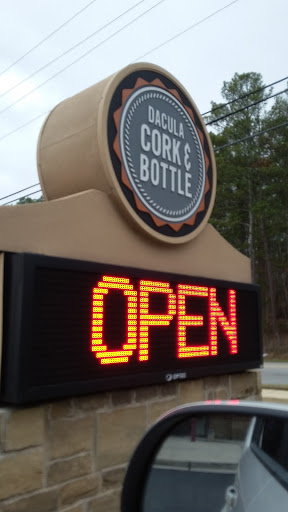 DACULA
CORK &
BOTTLE
OPEN